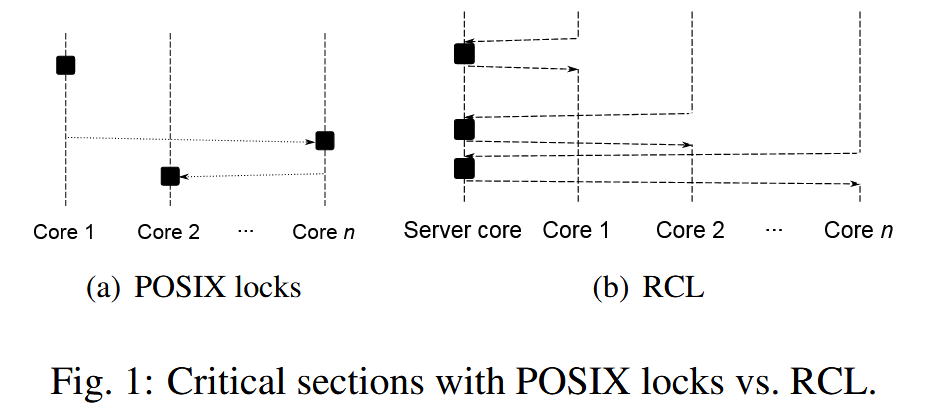 Core 1 Core 2 ... Core n
Server core Core 1 Core 2 ... Core n
(a) POSIX locks
(b) RCL
Fig. 1: Critical sections with POSIX locks vs. RCL.